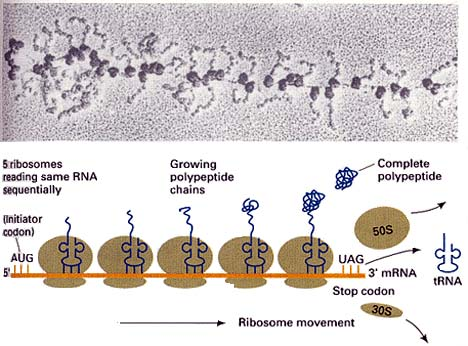 5 ribosomes
reading same RNA
sequentially
Growing
polypeptide
chains
Complete
polypeptide
(Initiator
codon)
AUG
UAG
50S
5'
3' mRNA
tRNA
Stop codon
30S
Ribosome movement